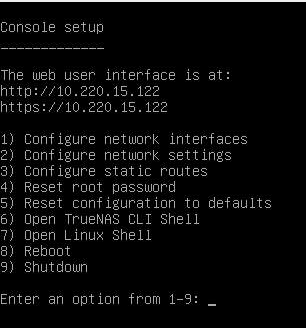 Console setup
-------------
The web user interface is at:
http://10.220.15.122
https://10.220.15.122
1) Configure network interfaces
2) Configure network settings
3) Configure static routes
4) Reset root password
5) Reset configuration to defaults
6) Open TrueNAS CLI Shell
7) Open Linux Shell
8) Reboot
9) Shutdown
Enter an option from 1-9: _